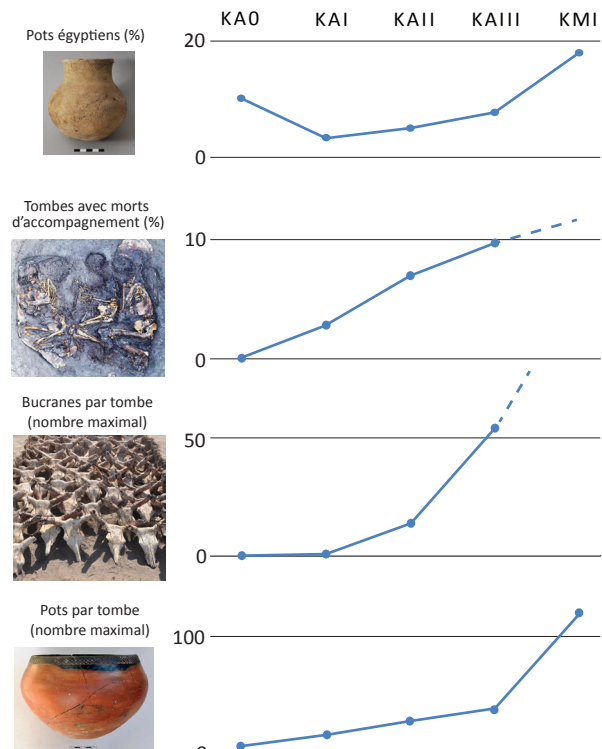 KA0 KAI KAII KAIII KMI
Pots égyptiens (%)
20
0
Tombes avec morts
d'accompagnement (%)
10
0
Bucranes par tombe
(nombre maximal)
50
0
Pots par tombe
(nombre maximal)
100